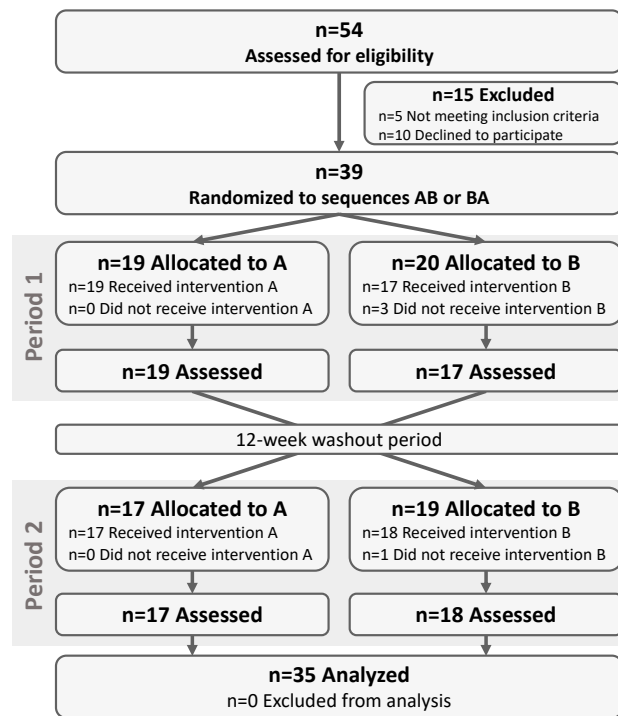 n=54
Assessed for eligibility
n=15 Excluded
n=5 Not meeting inclusion criteria
n=10 Declined to participate
n=39
Randomized to sequences AB or BA
Period 1
n=19 Allocated to A
n=19 Received intervention A
n=0 Did not receive intervention A
n=20 Allocated to B
n=17 Received intervention B
n=3 Did not receive intervention B
n=19 Assessed
n=17 Assessed
12-week washout period
Period 2
n=17 Allocated to A
n=17 Received intervention A
n=0 Did not receive intervention A
n=19 Allocated to B
n=18 Received intervention B
n=1 Did not receive intervention B
n=17 Assessed
n=18 Assessed
n=35 Analyzed
n=0 Excluded from analysis